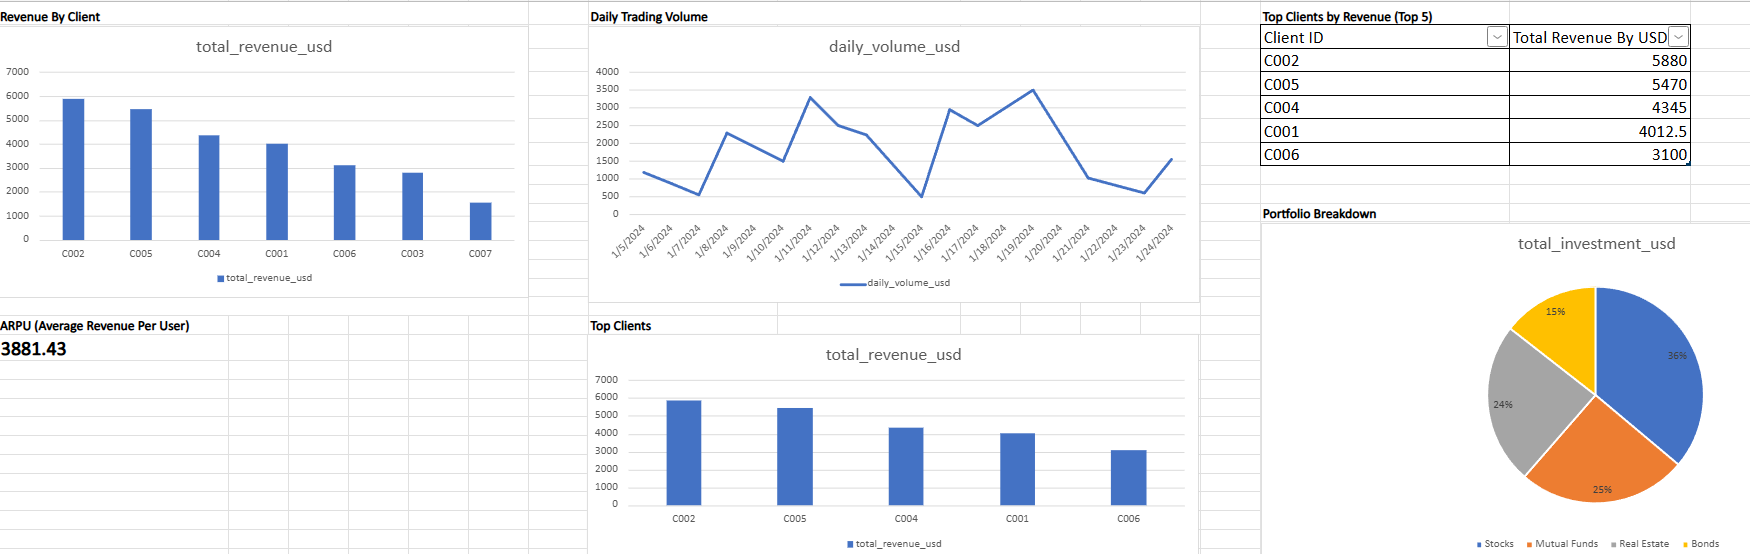 Revenue By Client
total_revenue_usd
7000
6000
5000
4000
3000
2000
1000
0
C002 C005 C004 C001 C006 C003 C007
total_revenue_usd
ARPU (Average Revenue Per User)
3881.43
Daily Trading Volume
daily_volume_usd
4000
3500
3000
2500
2000
1500
1000
500
0
1/5/2024 1/6/2024 1/7/2024 1/8/2024 1/9/2024 1/10/2024 1/11/2024 1/12/2024 1/13/2024 1/14/2024 1/15/2024 1/16/2024 1/17/2024 1/18/2024 1/19/2024 1/20/2024 1/21/2024 1/22/2024 1/23/2024 1/24/2024
daily_volume_usd
Top Clients
total_revenue_usd
7000
6000
5000
4000
3000
2000
1000
0
C002 C005 C004 C001 C006
total_revenue_usd
Top Clients by Revenue (Top 5)
Client ID Total Revenue By USD
C002 5880
C005 5470
C004 4345
C001 4012.5
C006 3100
Portfolio Breakdown
total_investment_usd
15%
36%
24%
25%
Stocks Mutual Funds Real Estate Bonds